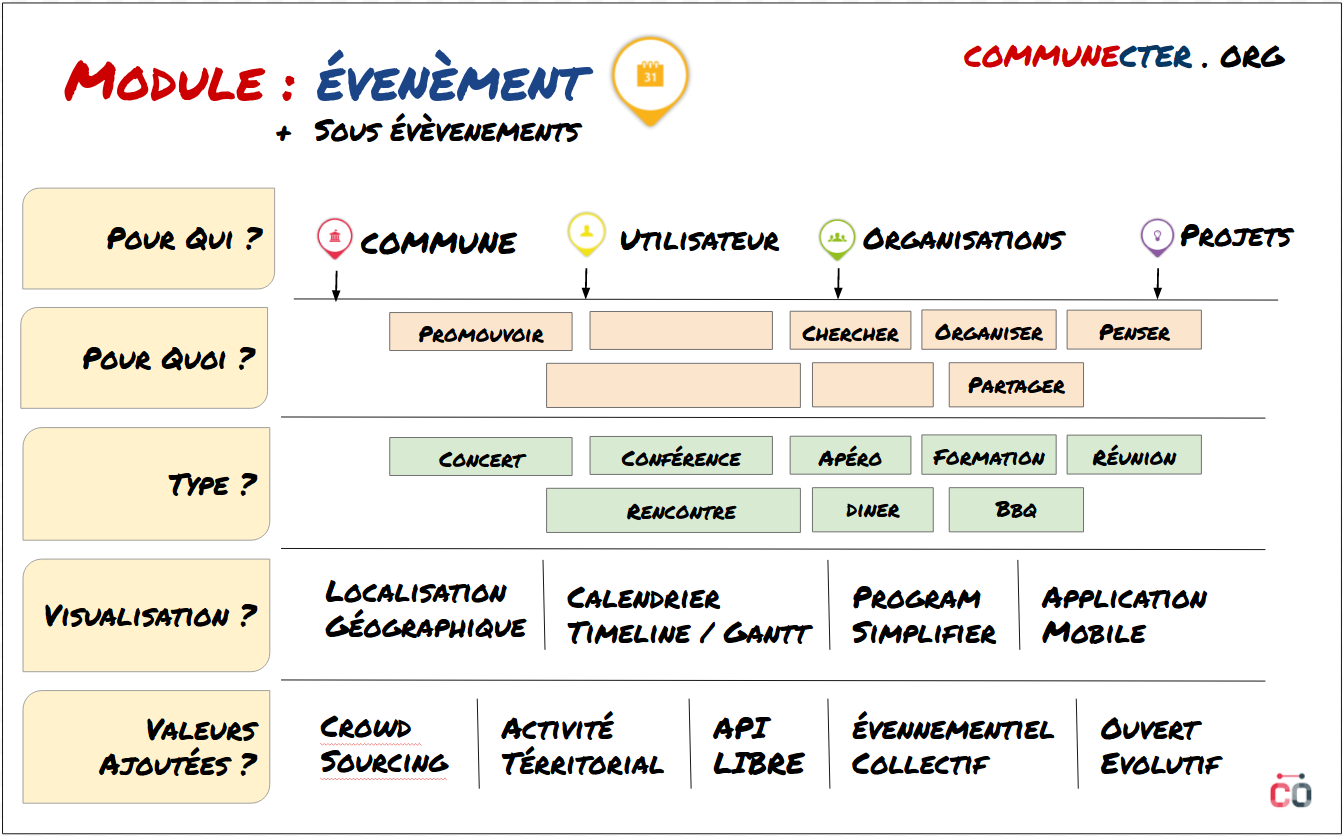 Module : évenèment
31
communecter . org
+ Sous évèvenements
Pour Qui ?
commune
Utilisateur
Organisations
Projets
Pour Quoi ?
Promouvoir
Chercher
Organiser
Penser
Partager
Type ?
Concert
Conférence
Apéro
Formation
Réunion
Rencontre
diner
Bbq
Visualisation ?
Localisation
Géographique
Calendrier
Timeline / Gantt
Program
Simplifier
Application
Mobile
Valeurs
Ajoutées ?
Crowd
Sourcing
Activité
Térritorial
API
LIBRE
évennementiel
Collectif
Ouvert
Evolutif
CO